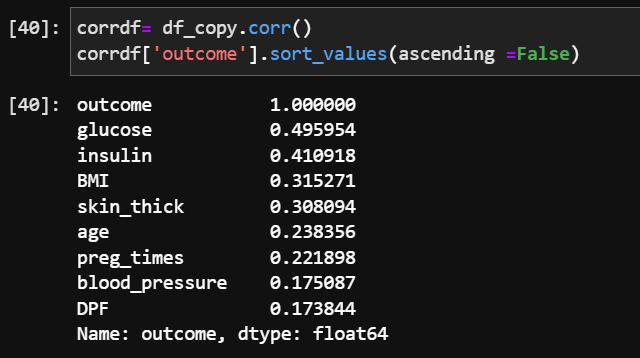 [40]: corrdf= df_copy.corr()
corrdf['outcome'].sort_values(ascending =False)
[40]: outcome 1.000000
glucose 0.495954
insulin 0.410918
BMI 0.315271
skin_thick 0.308094
age 0.238356
preg_times 0.221898
blood_pressure 0.175087
DPF 0.173844
Name: outcome, dtype: float64